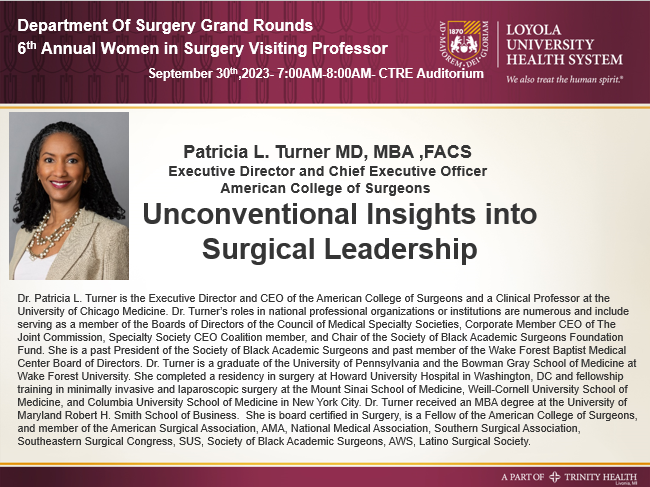 Department Of Surgery Grand Rounds
6th Annual Women in Surgery Visiting Professor
September 30th,2023- 7:00AM-8:00AM- CTRE Auditorium
1870
AD·MAJOREM·DEI·GLORIAM
LOYOLA
UNIVERSITY
HEALTH SYSTEM
We also treat the human spirit.®
Patricia L. Turner MD, MBA ,FACS
Executive Director and Chief Executive Officer
American College of Surgeons
Unconventional Insights into
Surgical Leadership
Dr. Patricia L. Turner is the Executive Director and CEO of the American College of Surgeons and a Clinical Professor at the
University of Chicago Medicine. Dr. Turner's roles in national professional organizations or institutions are numerous and include
serving as a member of the Boards of Directors of the Council of Medical Specialty Societies, Corporate Member CEO of The
Joint Commission, Specialty Society CEO Coalition member, and Chair of the Society of Black Academic Surgeons Foundation
Fund. She is a past President of the Society of Black Academic Surgeons and past member of the Wake Forest Baptist Medical
Center Board of Directors. Dr. Turner is a graduate of the University of Pennsylvania and the Bowman Gray School of Medicine at
Wake Forest University. She completed a residency in surgery at Howard University Hospital in Washington, DC and fellowship
training in minimally invasive and laparoscopic surgery at the Mount Sinai School of Medicine, Weill-Cornell University School of
Medicine, and Columbia University School of Medicine in New York City. Dr. Turner received an MBA degree at the University of
Maryland Robert H. Smith School of Business.  She is board certified in Surgery, is a Fellow of the American College of Surgeons,
and member of the American Surgical Association, AMA, National Medical Association, Southern Surgical Association,
Southeastern Surgical Congress, SUS, Society of Black Academic Surgeons, AWS, Latino Surgical Society.
A PART OF TRINITY HEALTH
Livonia, MI